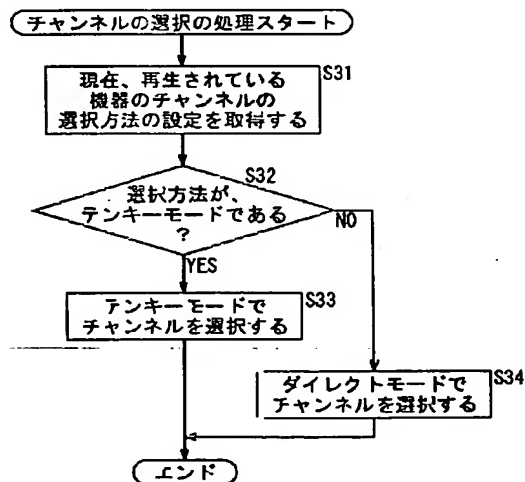 チャンネルの選択の処理スタート
S31
現在、再生されている
機器のチャンネルの
選択方法の設定を取得する
S32
選択方法が、
テンキーモードである
?
NO
YES
S33
テンキーモードで
チャンネルを選択する
S34
ダイレクトモードで
チャンネルを選択する
エンド